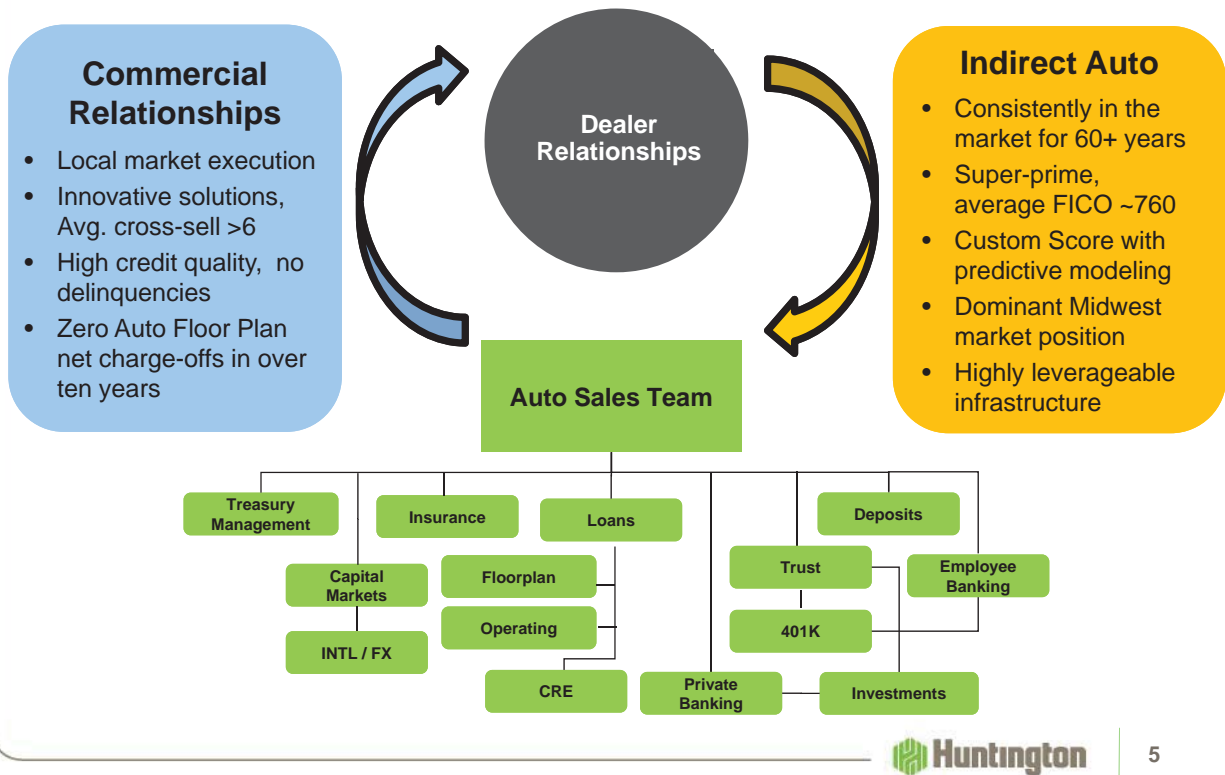 Commercial
Relationships
• Local market execution
• Innovative solutions,
Avg. cross-sell >6
• High credit quality, no
delinquencies
• Zero Auto Floor Plan
net charge-offs in over
ten years
Dealer
Relationships
Indirect Auto
• Consistently in the
market for 60+ years
• Super-prime,
average FICO ~760
• Custom Score with
predictive modeling
• Dominant Midwest
market position
• Highly leverageable
infrastructure
Auto Sales Team
Treasury
Management
Insurance
Loans
Deposits
Capital
Markets
Floorplan
Trust
Employee
Banking
Operating
401K
INTL / FX
CRE
Private
Banking
Investments
Huntington
5